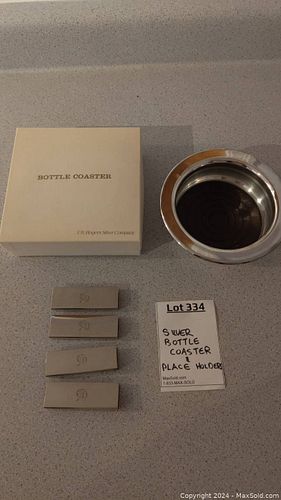 BOTTLE COASTER
F.B. Rogers Silver Company
Lot 334
SILVER
BOTTLE
COASTER
&
PLACE HOLDER
MaxSold.com
1-833-MAX-SOLD
Copyright © 2024 - MaxSold.com